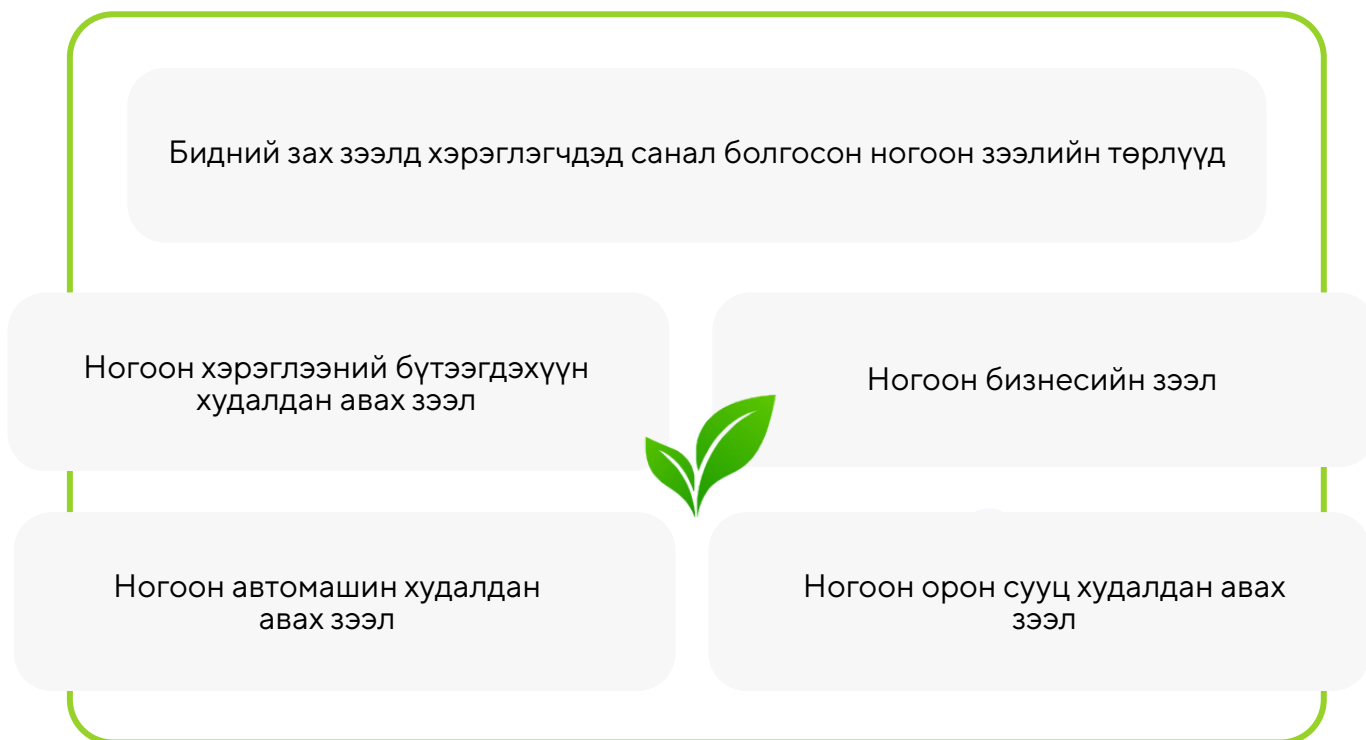 Бидний зах зээлд хэрэглэгчдэд санал болгосон ногоон зээлийн төрлүүд
Ногоон хэрэглээний бүтээгдэхүүн
худалдан авах зээл
Ногоон бизнесийн зээл
Ногоон автомашин худалдан
авах зээл
Ногоон орон сууц худалдан авах
зээл